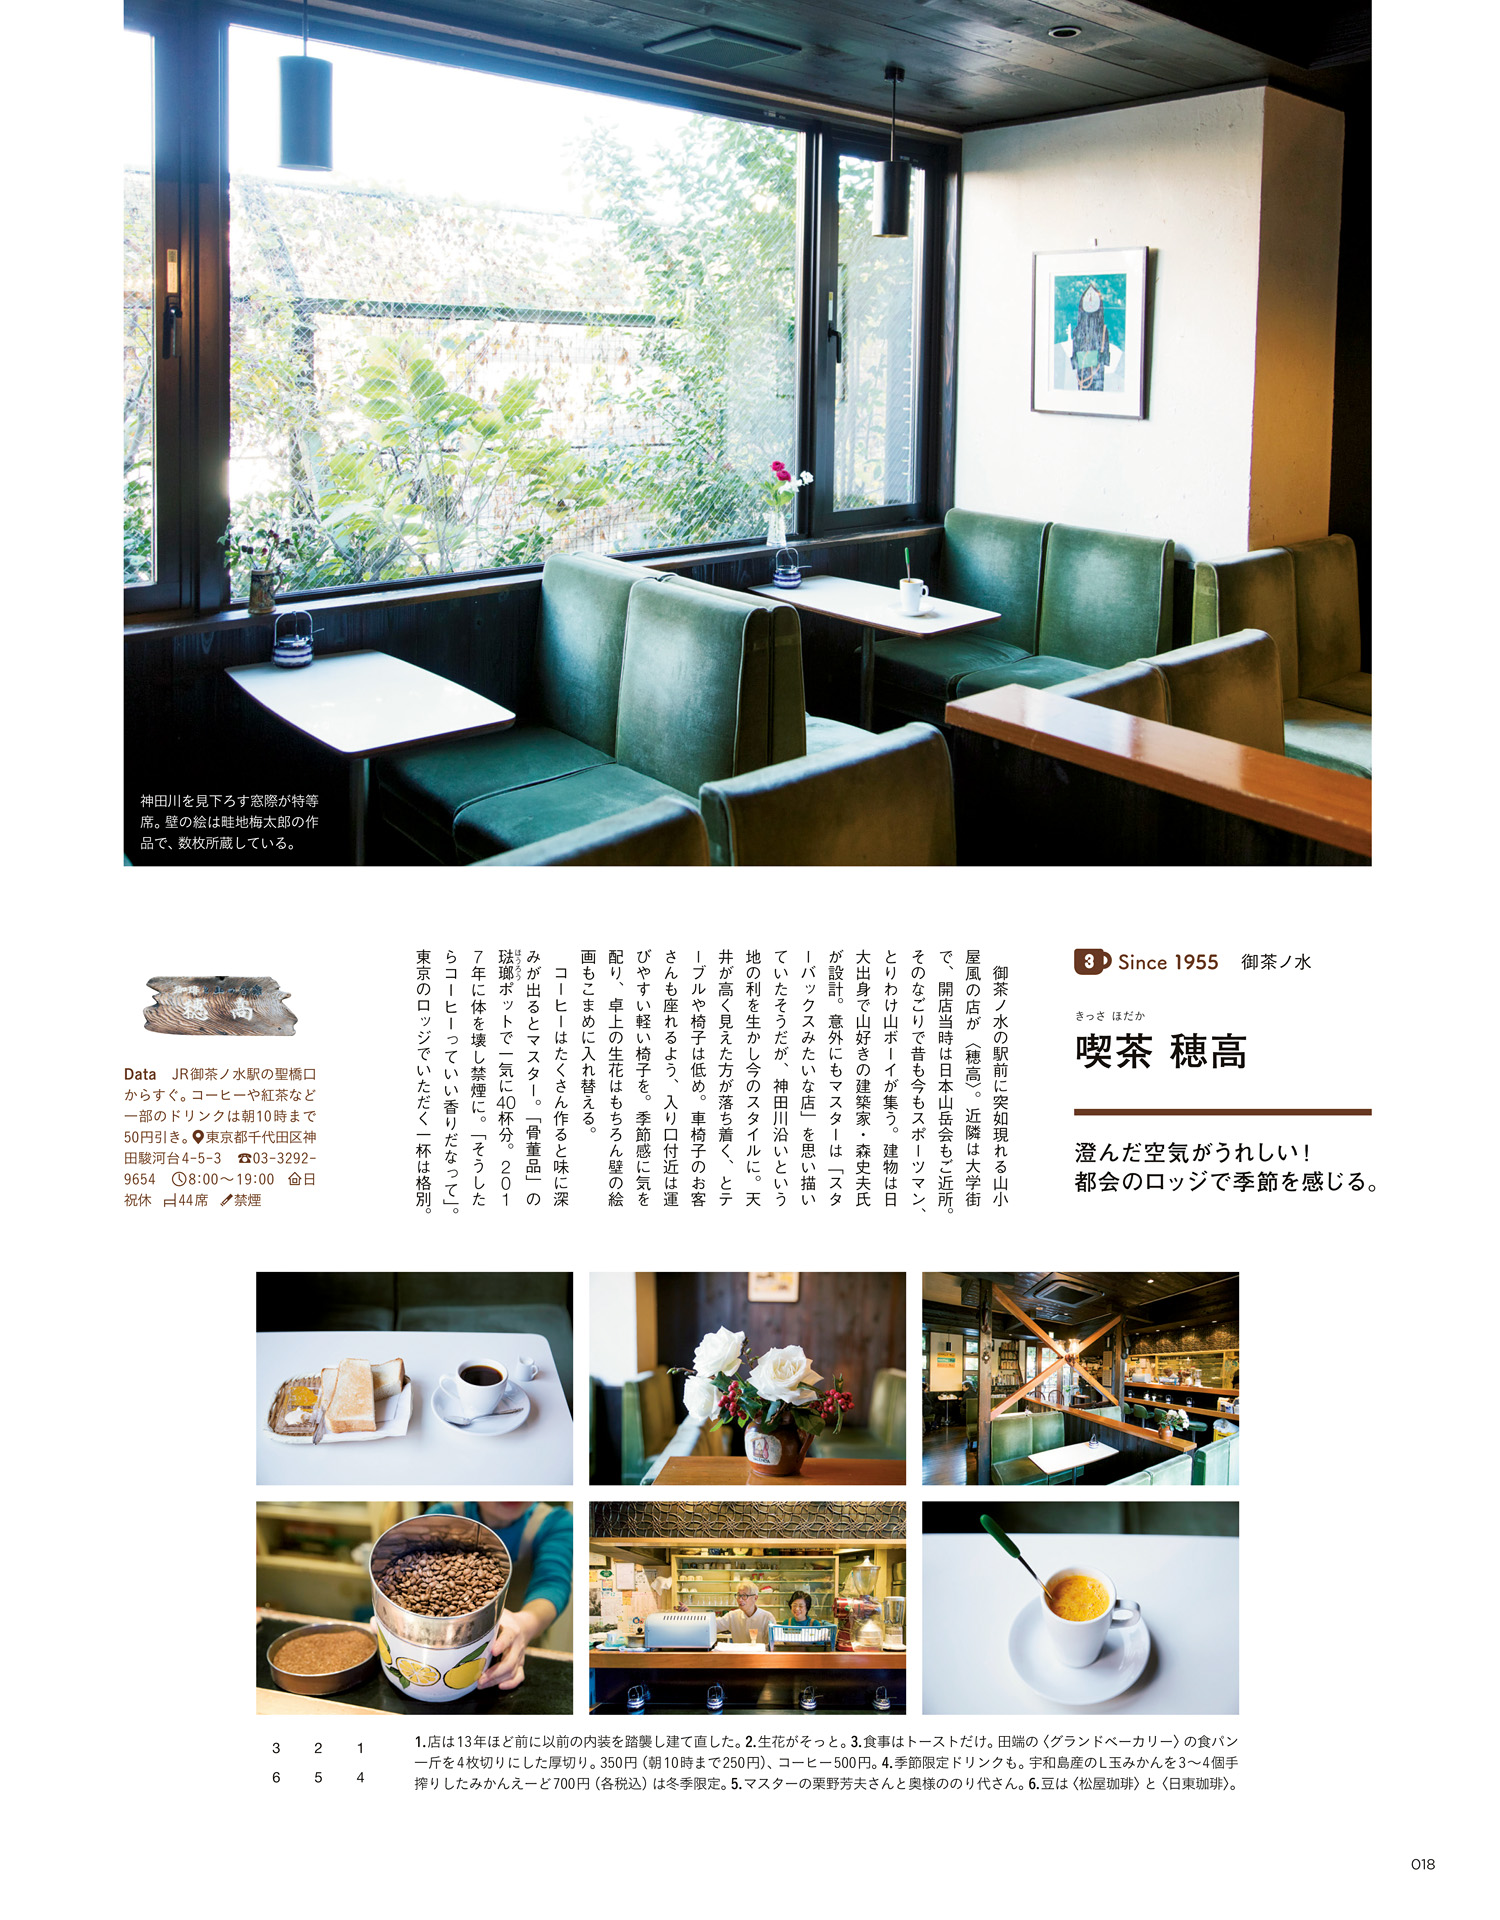 神田川を見下ろす窓際が特等
席。壁の絵は畦地梅太郎の作
品で、数枚所蔵している。
3 Since 1955 御茶ノ水
きっさ ほだか
喫茶 穂高
澄んだ空気がうれしい！
都会のロッジで季節を感じる。
御茶ノ水の駅前に突如現れる山小
屋風の店が〈穂高〉。近隣は大学街
で、開店当時は日本山岳会もご近所。
そのなごりで昔も今もスポーツマン、
とりわけ山ボーイが集う。建物は日
大出身で山好きの建築家・森史夫氏
が設計。意外にもマスターは「スタ
ーバックスみたいな店」を思い描い
ていたそうだが、神田川沿いという
地の利を生かし今のスタイルに。天
井が高く見えた方が落ち着く、とテ
ーブルや椅子は低め。車椅子のお客
さんも座れるよう、入り口付近は運
びやすい軽い椅子を。季節感に気を
配り、卓上の生花はもちろん壁の絵
画もこまめに入れ替える。
コーヒーはたくさん作ると味に深
みが出るとマスター。「骨董品」の
琺瑯ポットで一気に40杯分。201
ほうろう
7年に体を壊し禁煙に。「そうした
らコーヒーっていい香りだなって」。
東京のロッジでいただく一杯は格別。
穂高
Data JR御茶ノ水駅の聖橋口
からすぐ。コーヒーや紅茶など
一部のドリンクは朝10時まで
50円引き。東京都千代田区神
田駿河台4-5-3 ☎03-3292-
9654 8:00〜19:00 日
祝休 44席 禁煙
3 2 1
6 5 4
1.店は13年ほど前に以前の内装を踏襲し建て直した。2.生花がそっと。3.食事はトーストだけ。田端の〈グランドベーカリー〉の食パン
一斤を4枚切りにした厚切り。350円（朝10時まで250円）、コーヒー500円。4.季節限定ドリンクも。宇和島産のL玉みかんを3〜4個手
搾りしたみかんえーど700円（各税込）は冬季限定。5.マスターの栗野芳夫さんと奥様ののり代さん。6.豆は〈松屋珈琲〉と〈日東珈琲〉。
018